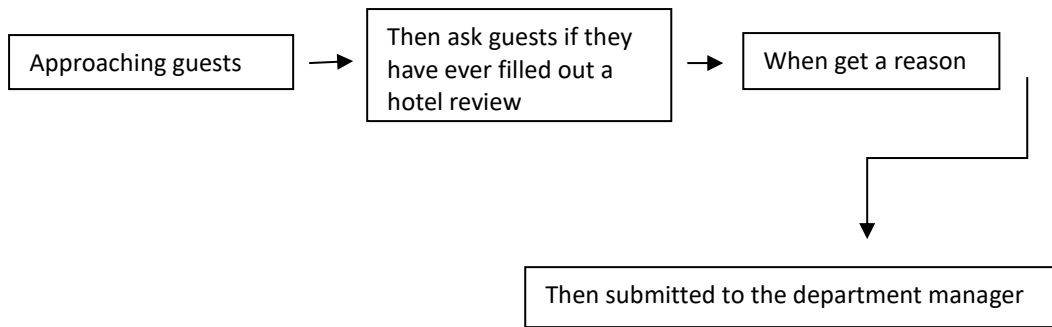 Approaching guests
Then ask guests if they
have ever filled out a
hotel review
When get a reason
Then submitted to the department manager